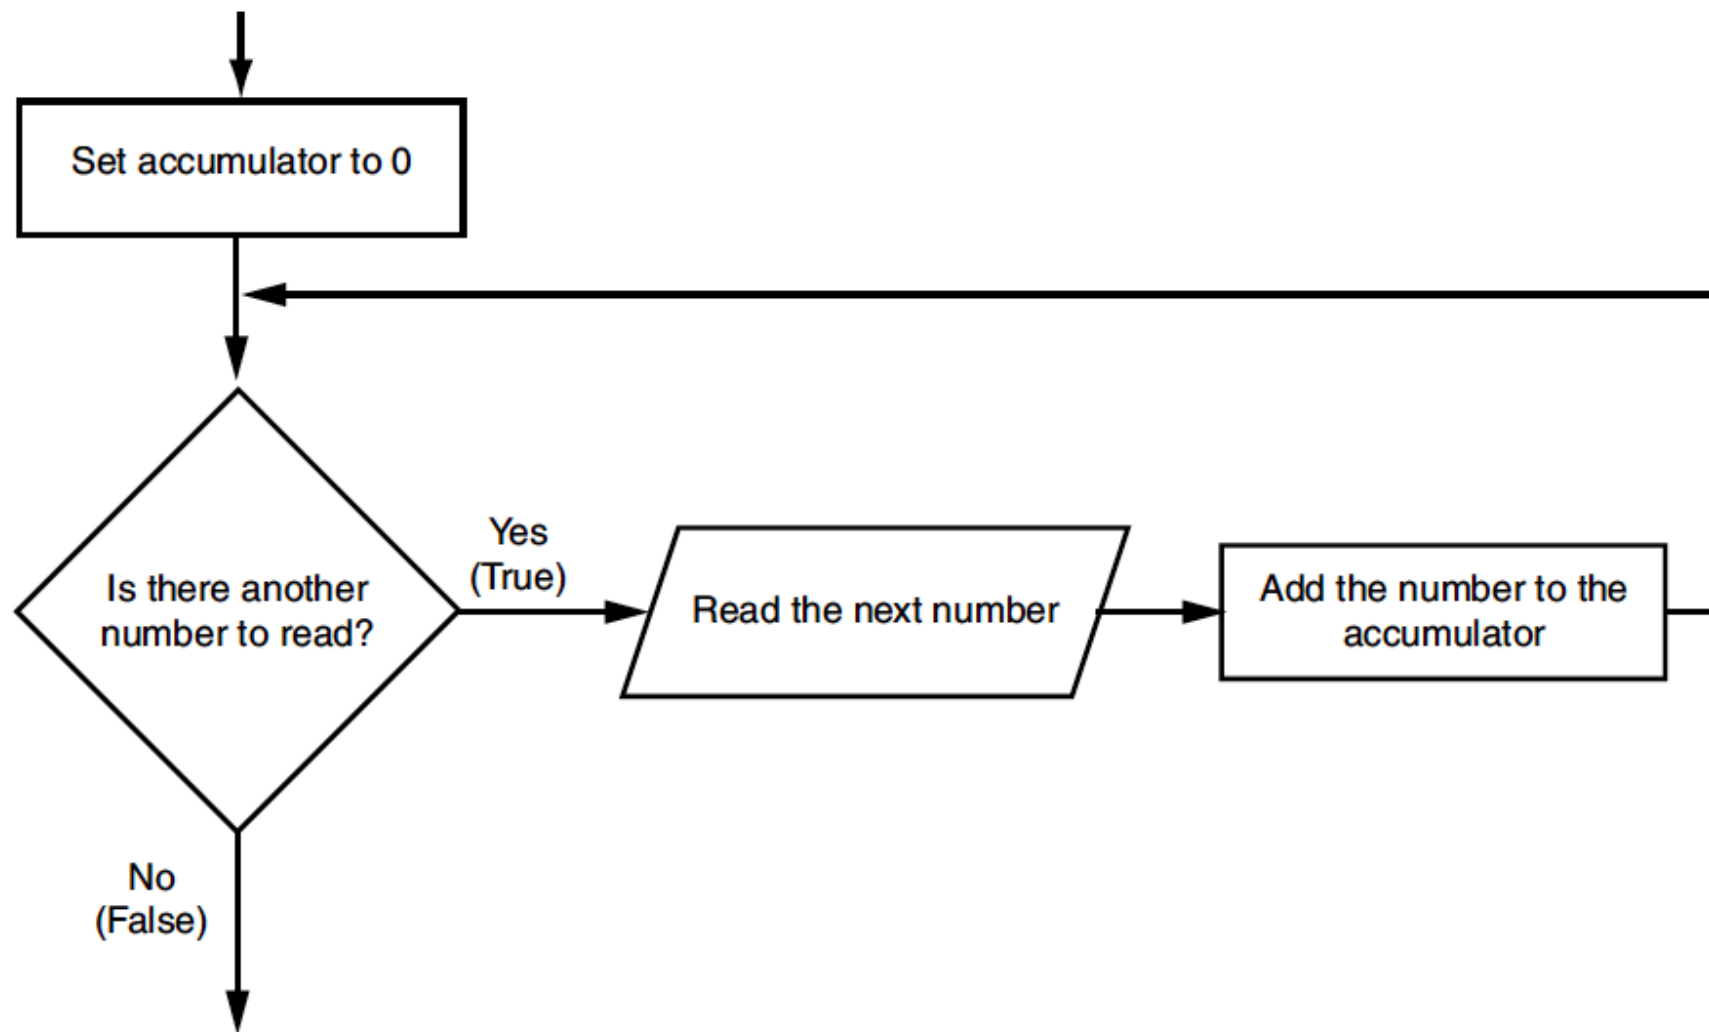 Set accumulator to 0
Is there another
number to read?
Yes
(True)
Read the next number
Add the number to the
accumulator
No
(False)